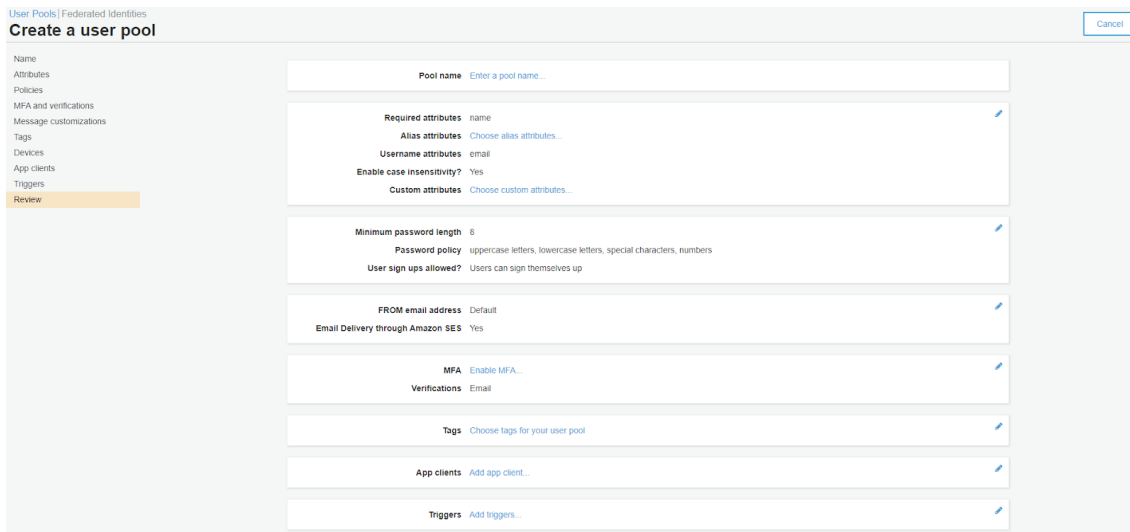 User Pools | Federated Identities
Create a user pool
Cancel
Name
Attributes
Policies
MFA and verifications
Message customizations
Tags
Devices
App clients
Triggers
Review
Pool name Enter a pool name...
Required attributes name
Alias attributes Choose alias attributes...
Username attributes email
Enable case insensitivity? Yes
Custom attributes Choose custom attributes...
Minimum password length 8
Password policy uppercase letters, lowercase letters, special characters, numbers
User sign ups allowed? Users can sign themselves up
FROM email address Default
Email Delivery through Amazon SES Yes
MFA Enable MFA...
Verifications Email
Tags Choose tags for your user pool
App clients Add app client...
Triggers Add triggers...